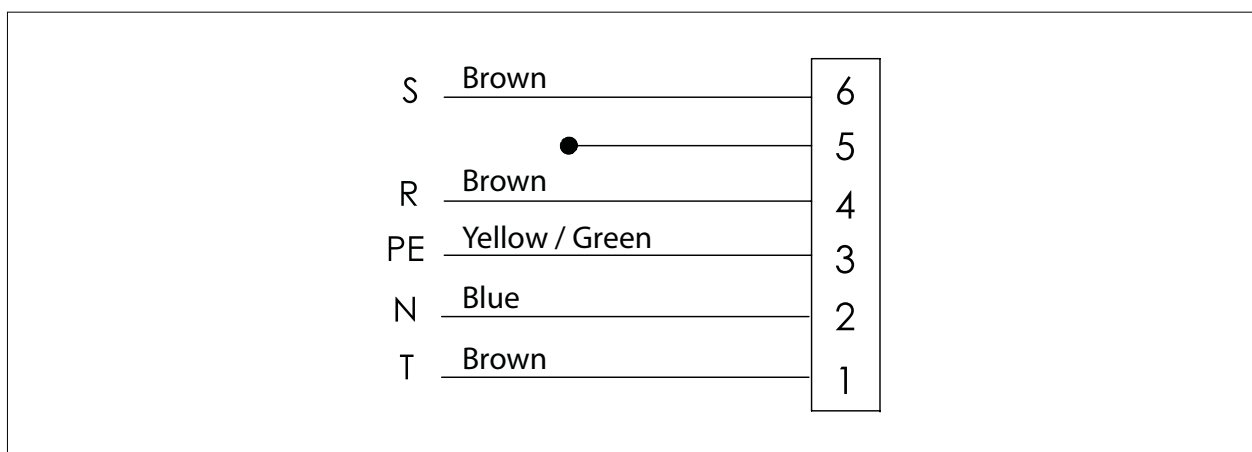 S Brown 6
5
R Brown 4
PE Yellow / Green 3
N Blue 2
T Brown 1